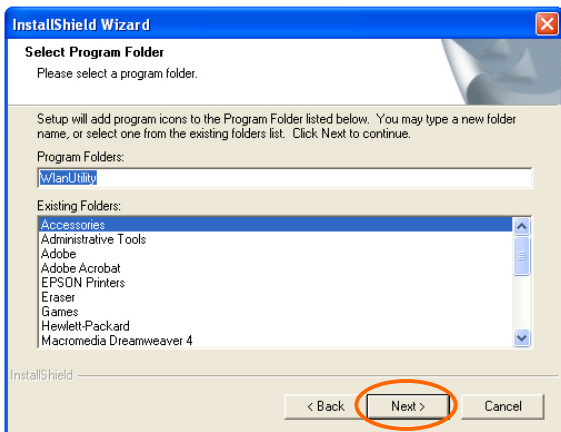 InstallShield Wizard
Select Program Folder
Please select a program folder.
Setup will add program icons to the Program Folder listed below. You may type a new folder
name, or select one from the existing folders list. Click Next to continue.
Program Folders:
WlanUtility
Existing Folders:
Accessories
Administrative Tools
Adobe
Adobe Acrobat
EPSON Printers
Eraser
Games
Hewlett-Packard
Macromedia Dreamweaver 4
InstallShield
< Back
Next >
Cancel